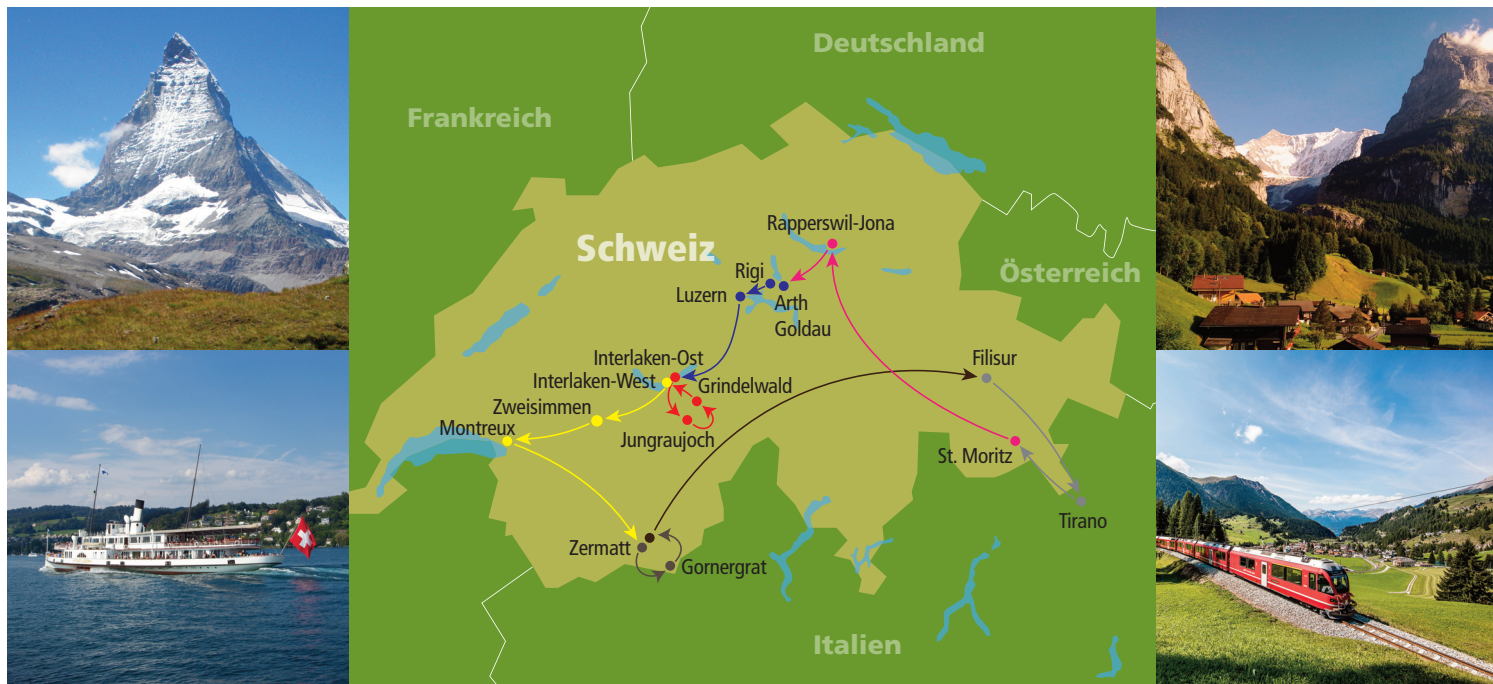 Deutschland
Frankreich
Rapperswil-Jona
Schweiz
Österreich
Rigi
Luzern
Arth
Goldau
Interlaken-Ost
Filisur
Interlaken-West
Grindelwald
Zweisimmen
Montreux
Jungraujoch
St. Moritz
Tirano
Zermatt
Gornergrat
Italien